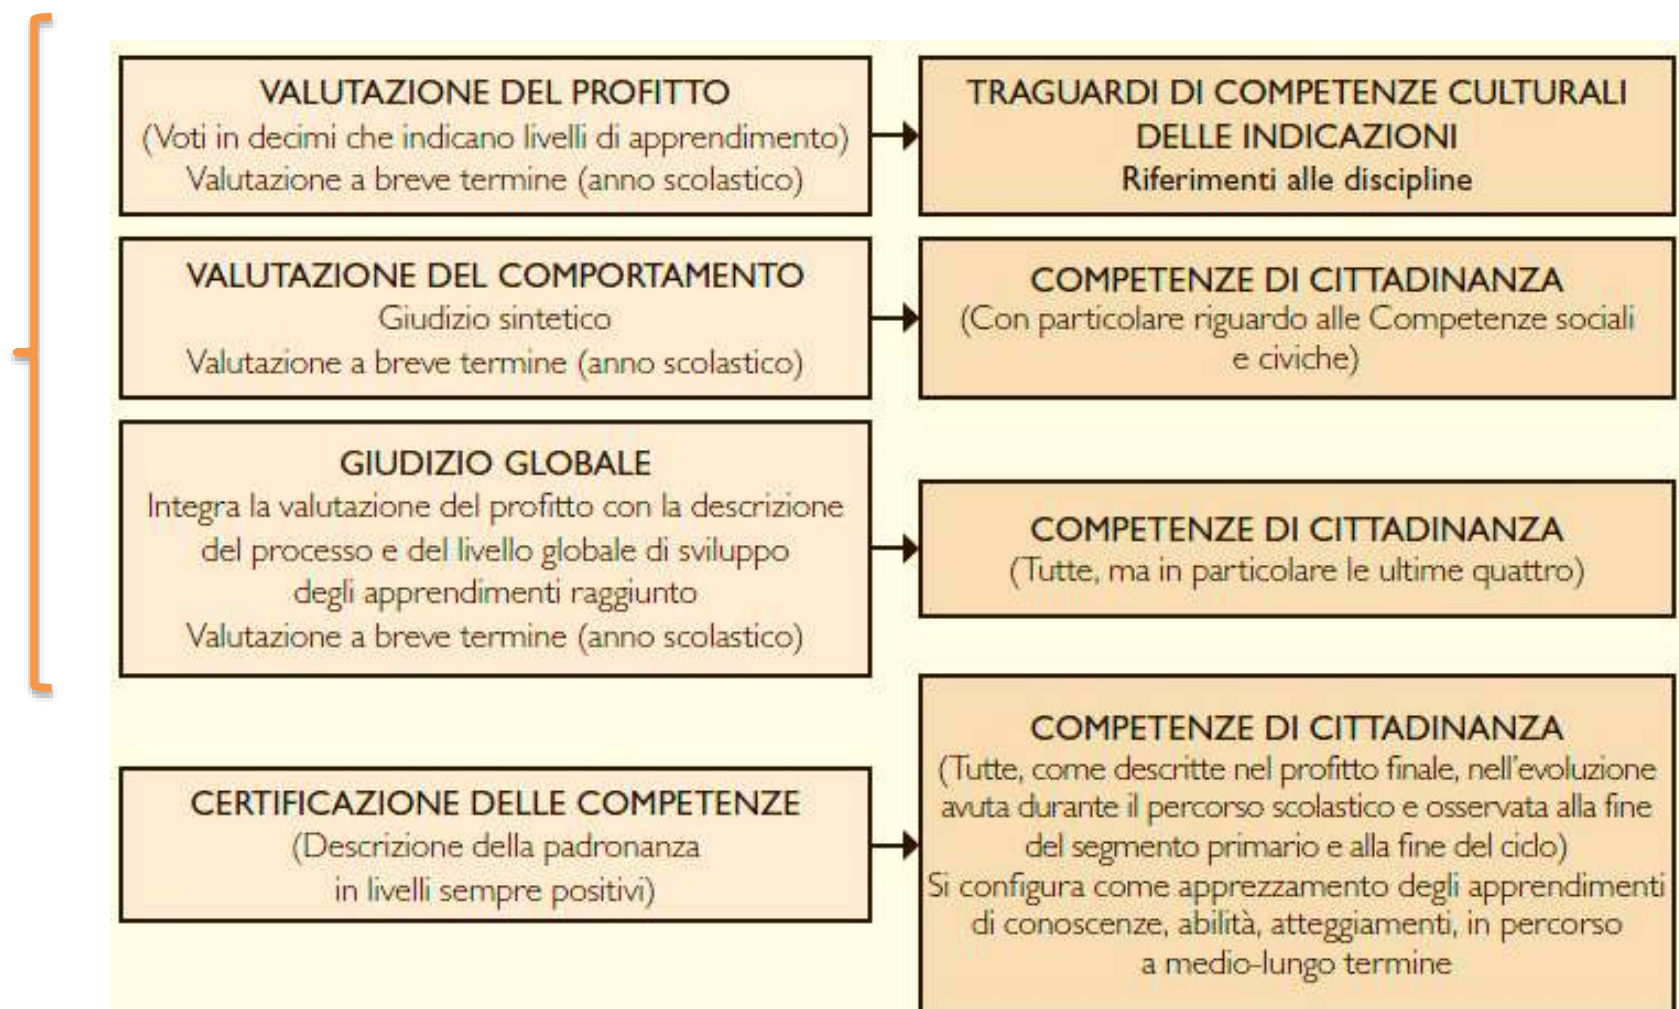 VALUTAZIONE DEL PROFITTO
(Voti in decimi che indicano livelli di apprendimento)
Valutazione a breve termine (anno scolastico)
TRAGUARDI DI COMPETENZE CULTURALI
DELLE INDICAZIONI
Riferimenti alle discipline
VALUTAZIONE DEL COMPORTAMENTO
Giudizio sintetico
Valutazione a breve termine (anno scolastico)
COMPETENZE DI CITTADINANZA
(Con particolare riguardo alle Competenze sociali
e civiche)
GIUDIZIO GLOBALE
Integra la valutazione del profitto con la descrizione
del processo e del livello globale di sviluppo
degli apprendimenti raggiunto
Valutazione a breve termine (anno scolastico)
COMPETENZE DI CITTADINANZA
(Tutte, ma in particolare le ultime quattro)
CERTIFICAZIONE DELLE COMPETENZE
(Descrizione della padronanza
in livelli sempre positivi)
COMPETENZE DI CITTADINANZA
(Tutte, come descritte nel profitto finale, nell'evoluzione
avuta durante il percorso scolastico e osservata alla fine
del segmento primario e alla fine del ciclo)
Si configura come apprezzamento degli apprendimenti
di conoscenze, abilità, atteggiamenti, in percorso
a medio-lungo termine